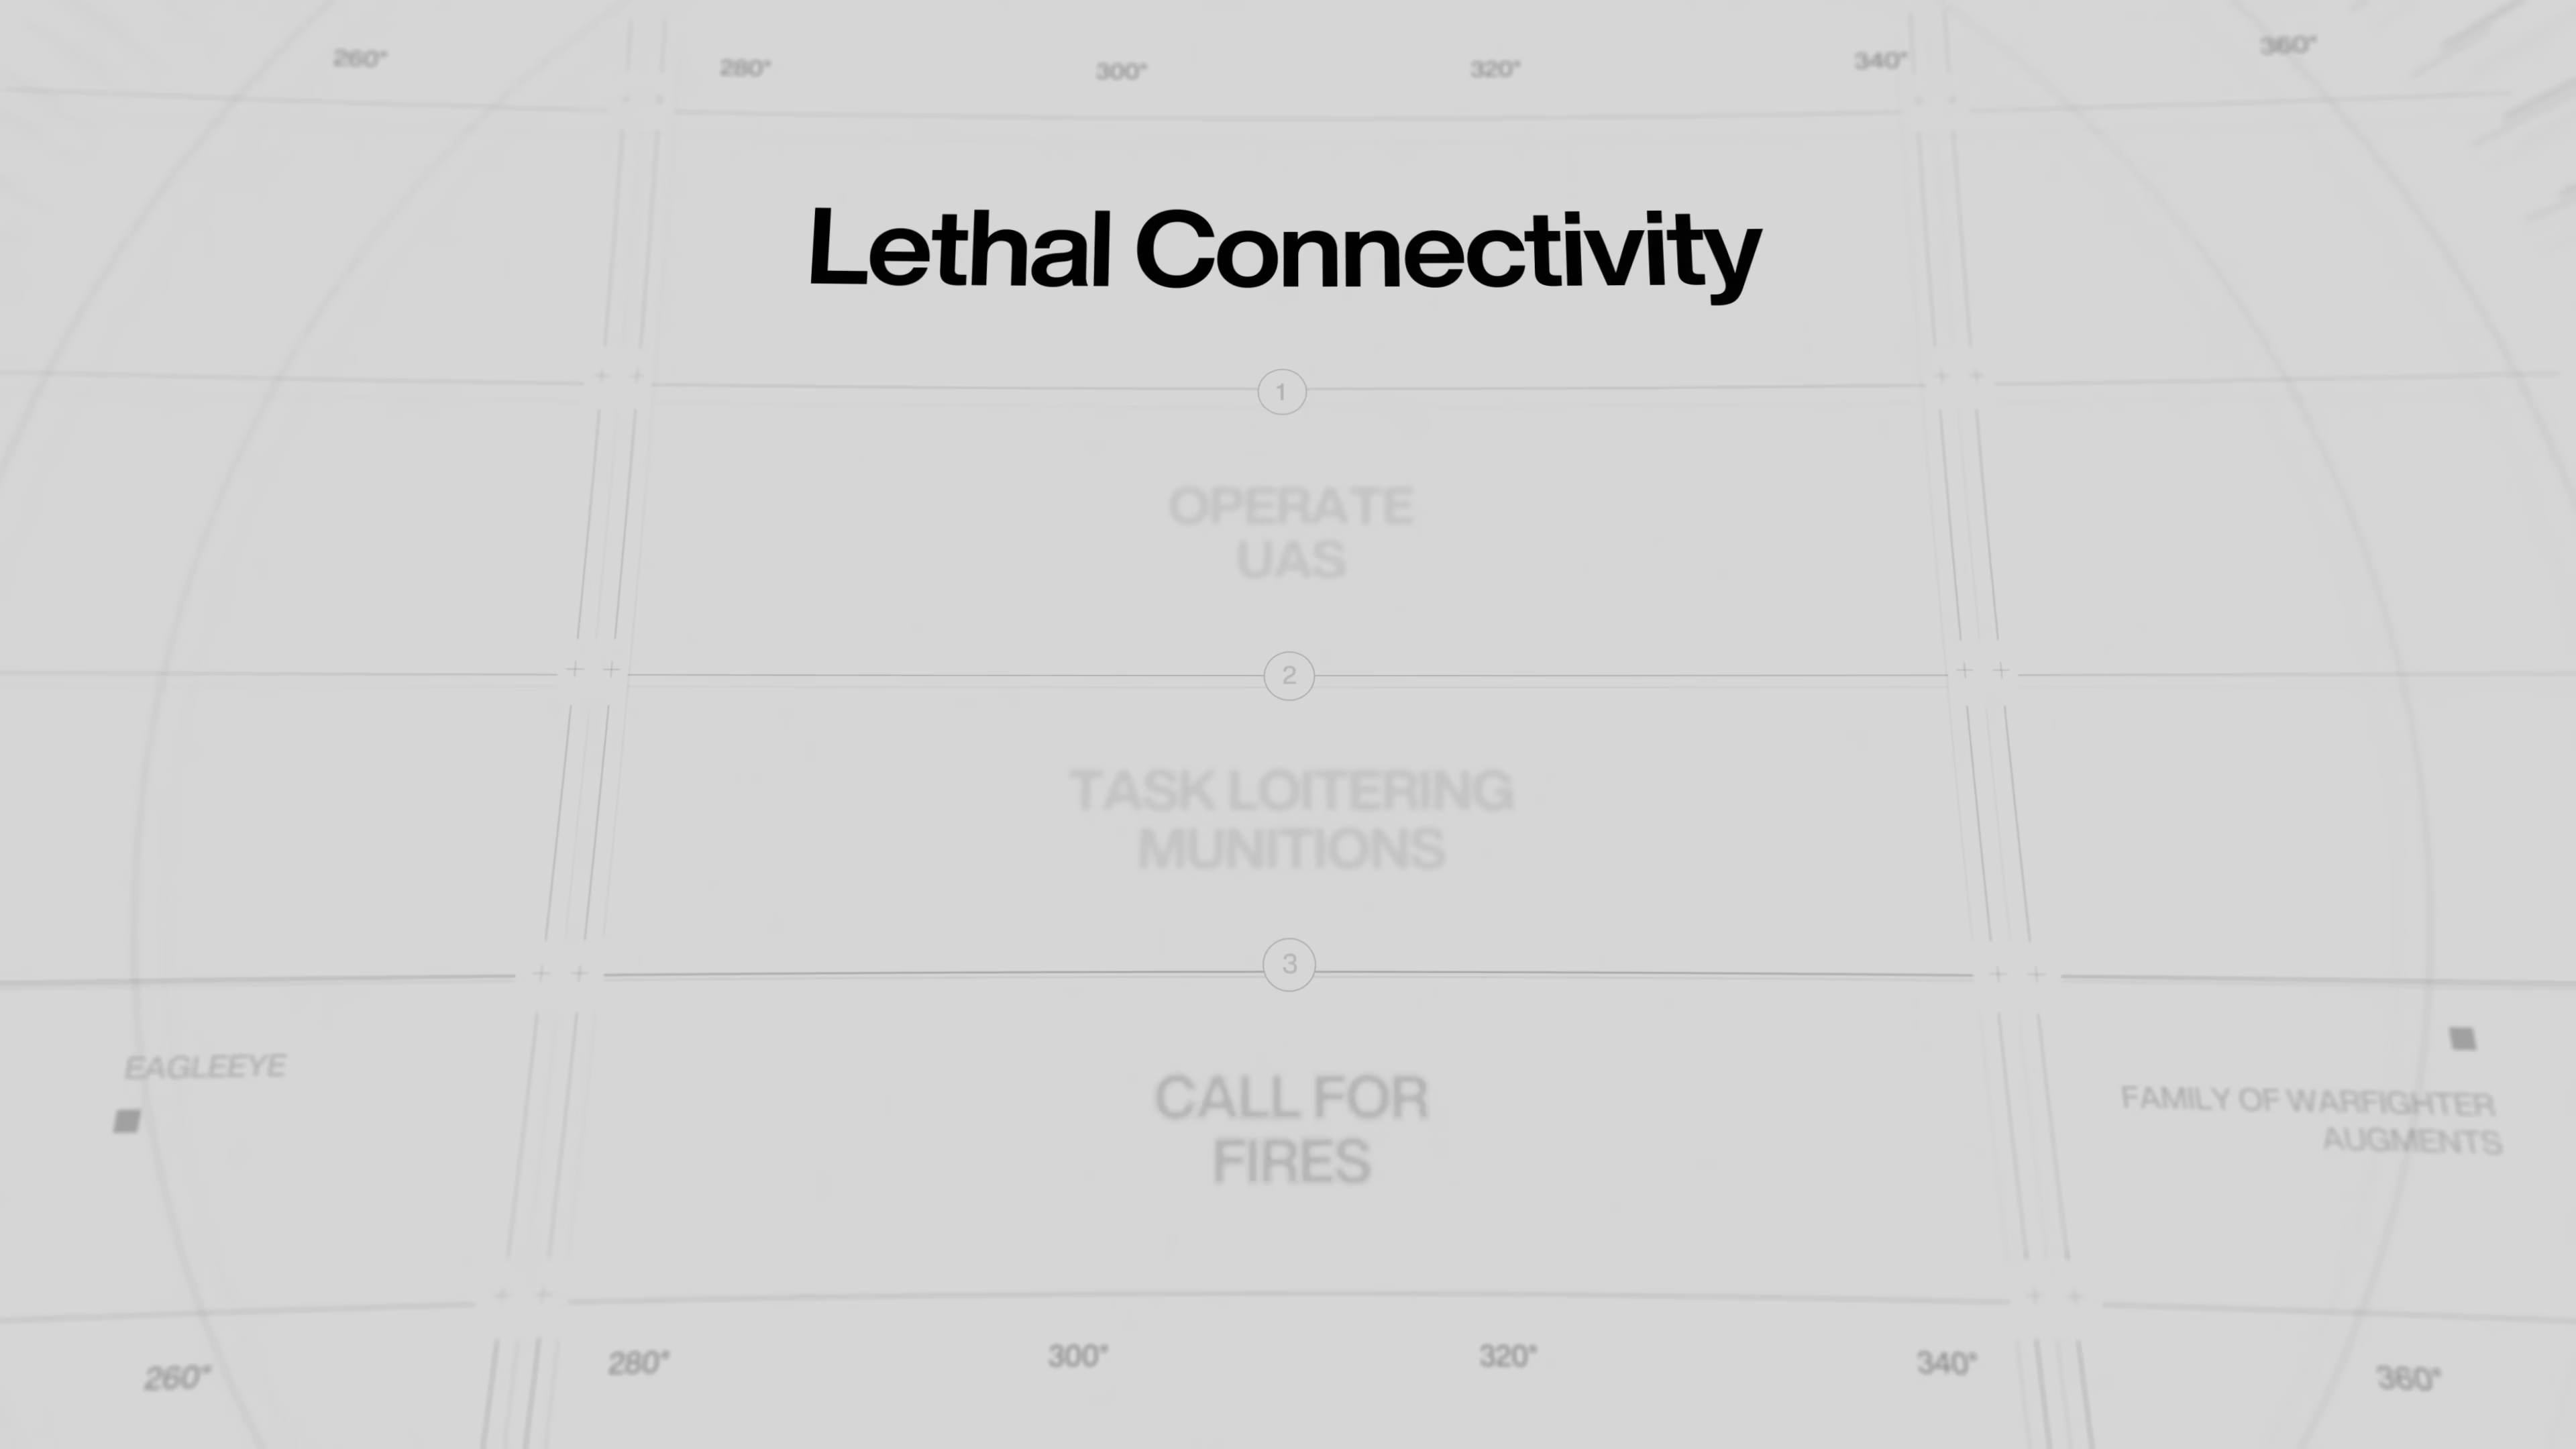 260° 280° 300° 320° 340° 360°
Lethal Connectivity
1
OPERATE
UAS
2
TASK LOITERING
MUNITIONS
3
EAGLEEYE
CALL FOR
FIRES
FAMILY OF WARFIGHTER
AUGMENTS
260° 280° 300° 320° 340° 360°